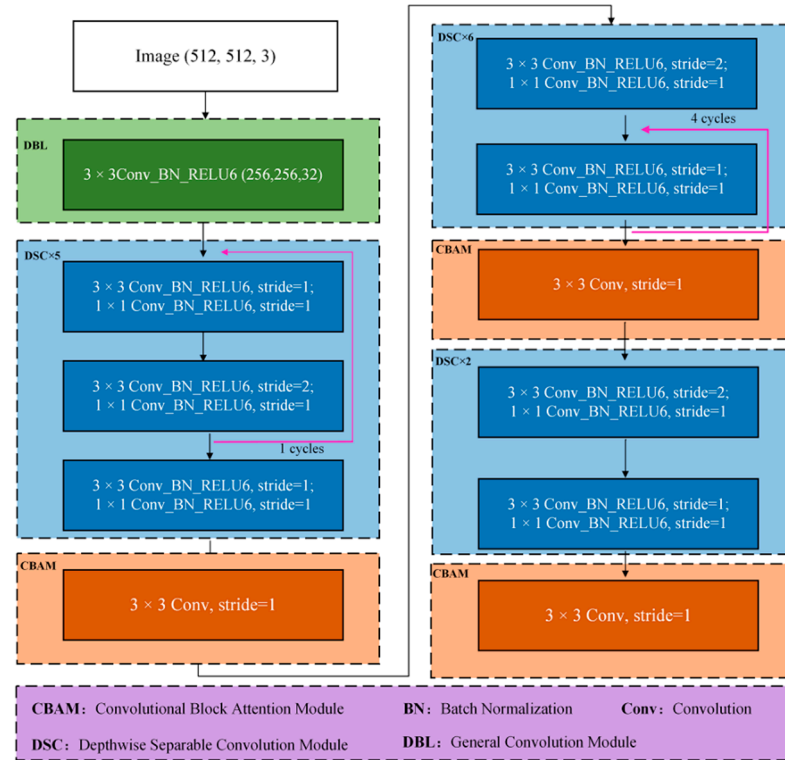 Image (512, 512, 3)
DBL
3 × 3Conv_BN_RELU6 (256,256,32)
DSC×5
3 × 3 Conv_BN_RELU6, stride=1;
1 × 1 Conv_BN_RELU6, stride=1
3 × 3 Conv_BN_RELU6, stride=2;
1 × 1 Conv_BN_RELU6, stride=1
1 cycles
3 × 3 Conv_BN_RELU6, stride=1;
1 × 1 Conv_BN_RELU6, stride=1
CBAM
3 × 3 Conv, stride=1
DSC×6
3 × 3 Conv_BN_RELU6, stride=2;
1 × 1 Conv_BN_RELU6, stride=1
4 cycles
3 × 3 Conv_BN_RELU6, stride=1;
1 × 1 Conv_BN_RELU6, stride=1
CBAM
3 × 3 Conv, stride=1
DSC×2
3 × 3 Conv_BN_RELU6, stride=2;
1 × 1 Conv_BN_RELU6, stride=1
3 × 3 Conv_BN_RELU6, stride=1;
1 × 1 Conv_BN_RELU6, stride=1
CBAM
3 × 3 Conv, stride=1
CBAM：Convolutional Block Attention Module BN：Batch Normalization Conv：Convolution
DSC：Depthwise Separable Convolution Module DBL：General Convolution Module